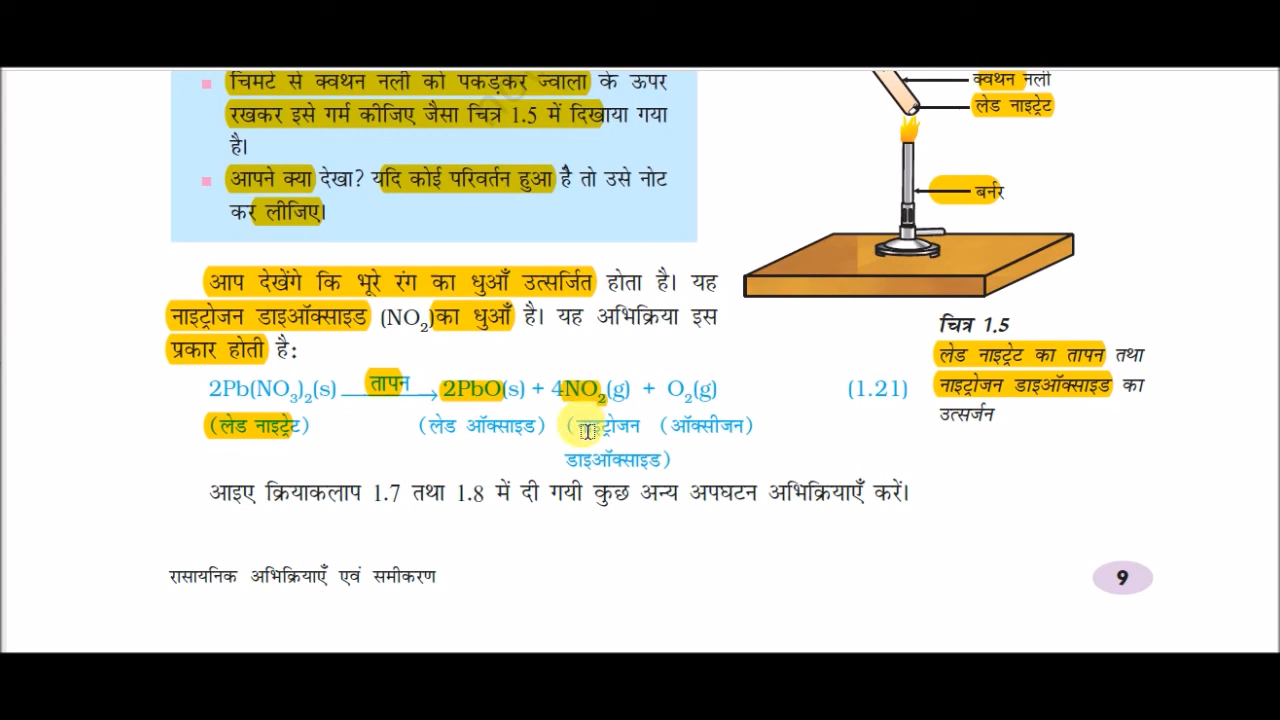 चिमटे से क्वथन नली को पकड़कर ज्वाला के ऊपर
रखकर इसे गर्म कीजिए जैसा चित्र 1.5 में दिखाया गया
है।
आपने क्या देखा? यदि कोई परिवर्तन हुआ है तो उसे नोट
कर लीजिए।
क्वथन नली
लेड नाइट्रेट
बर्नर
आप देखेंगे कि भूरे रंग का धुआँ उत्सर्जित होता है। यह
नाइट्रोजन डाइऑक्साइड (NO₂) का धुआँ है। यह अभिक्रिया इस
प्रकार होती है:
चित्र 1.5
लेड नाइट्रेट का तापन तथा
नाइट्रोजन डाइऑक्साइड का
उत्सर्जन
तापन
2Pb(NO₃)₂(s) ⟶ 2PbO(s) + 4NO₂(g) + O₂(g) (1.21)
(लेड नाइट्रेट) (लेड ऑक्साइड) (नाइट्रोजन (ऑक्सीजन)
डाइऑक्साइड)
आइए क्रियाकलाप 1.7 तथा 1.8 में दी गयी कुछ अन्य अपघटन अभिक्रियाएँ करें।
रासायनिक अभिक्रियाएँ एवं समीकरण
9